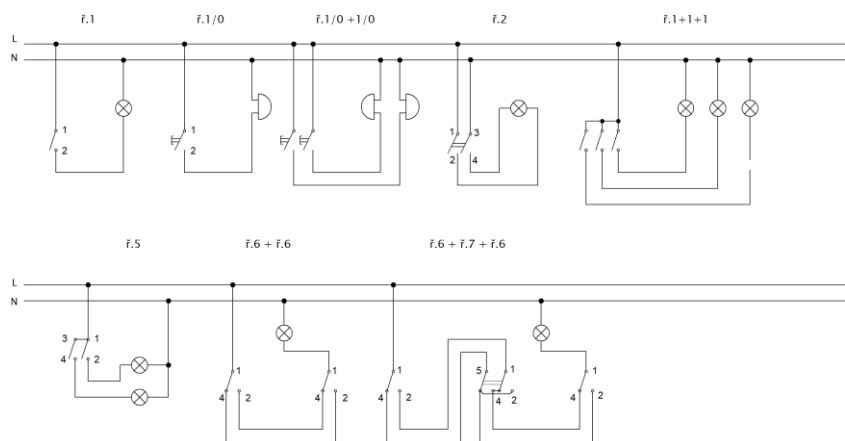 ř.1 ř.1/0 ř.1/0 +1/0 ř.2 ř.1+1+1
L
N
1 1 1 3
2 2 2 4
ř.5 ř.6 + ř.6 ř.6 + ř.7 + ř.6
L
N
3 1
4 2
1 1 1 5 1 1
4 2 4 2 4 2 4 2 4 2